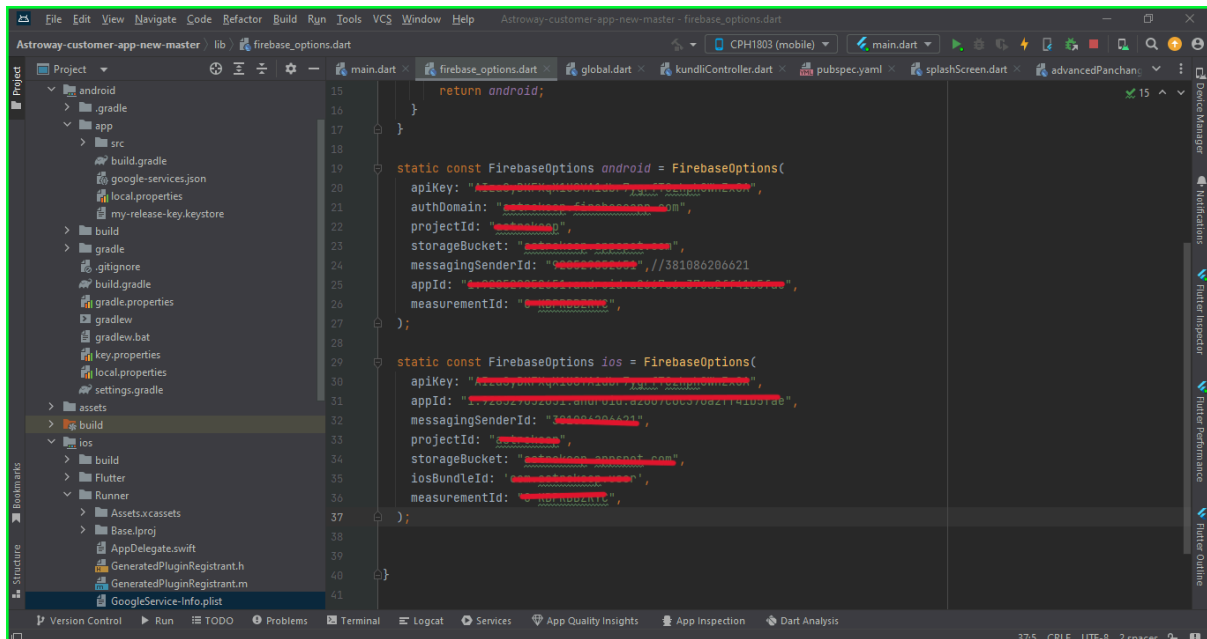 File Edit View Navigate Code Refactor Build Run Tools VCS Window Help Astroway-customer-app-new-master - firebase_options.dart
Astroway-customer-app-new-master lib firebase_options.dart CPH1803 (mobile) main.dart
Project
main.dart firebase_options.dart global.dart kundliController.dart pubspec.yaml splashScreen.dart advancedPanchang
android
.gradle
app
src
build.gradle
google-services.json
local.properties
my-release-key.keystore
build
gradle
.gitignore
build.gradle
gradle.properties
gradlew
gradlew.bat
key.properties
local.properties
settings.gradle
assets
build
ios
build
Flutter
Runner
Assets.xcassets
Base.lproj
AppDelegate.swift
GeneratedPluginRegistrant.h
GeneratedPluginRegistrant.m
GoogleService-Info.plist
15 return android;
16 }
17 }
18
19 static const FirebaseOptions android = FirebaseOptions(
20 apiKey: "",
21 authDomain: "",
22 projectId: "",
23 storageBucket: "",
24 messagingSenderId: "",//381086206621
25 appId: "",
26 measurementId: "",
27 );
28
29 static const FirebaseOptions ios = FirebaseOptions(
30 apiKey: "",
31 appId: "",
32 messagingSenderId: "",
33 projectId: "",
34 storageBucket: "",
35 iosBundleId: '',
36 measurementId: "",
37 );
38
39
40 }
41
15
Project
Bookmarks
Structure
Device Manager
Notifications
Flutter Inspector
Flutter Performance
Flutter Outline
Version Control Run TODO Problems Terminal Logcat Services App Quality Insights App Inspection Dart Analysis
37:5 CRLF UTF-8 2 spaces